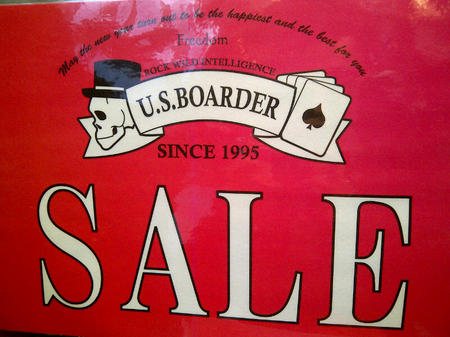 May the new year turn out to be the happiest and the best for you
Freedom
ROCK WILD INTELLIGENCE
U.S.BOARDER
SINCE 1995
SALE